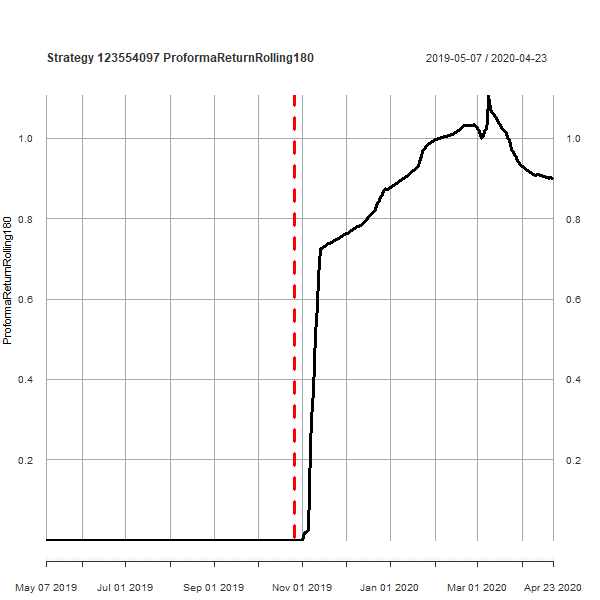 Strategy 123554097 ProformaReturnRolling180
2019-05-07 / 2020-04-23
ProformaReturnRolling180
1.0 1.0
0.8 0.8
0.6 0.6
0.4 0.4
0.2 0.2
May 07 2019 Jul 01 2019 Sep 01 2019 Nov 01 2019 Jan 01 2020 Mar 01 2020 Apr 23 2020